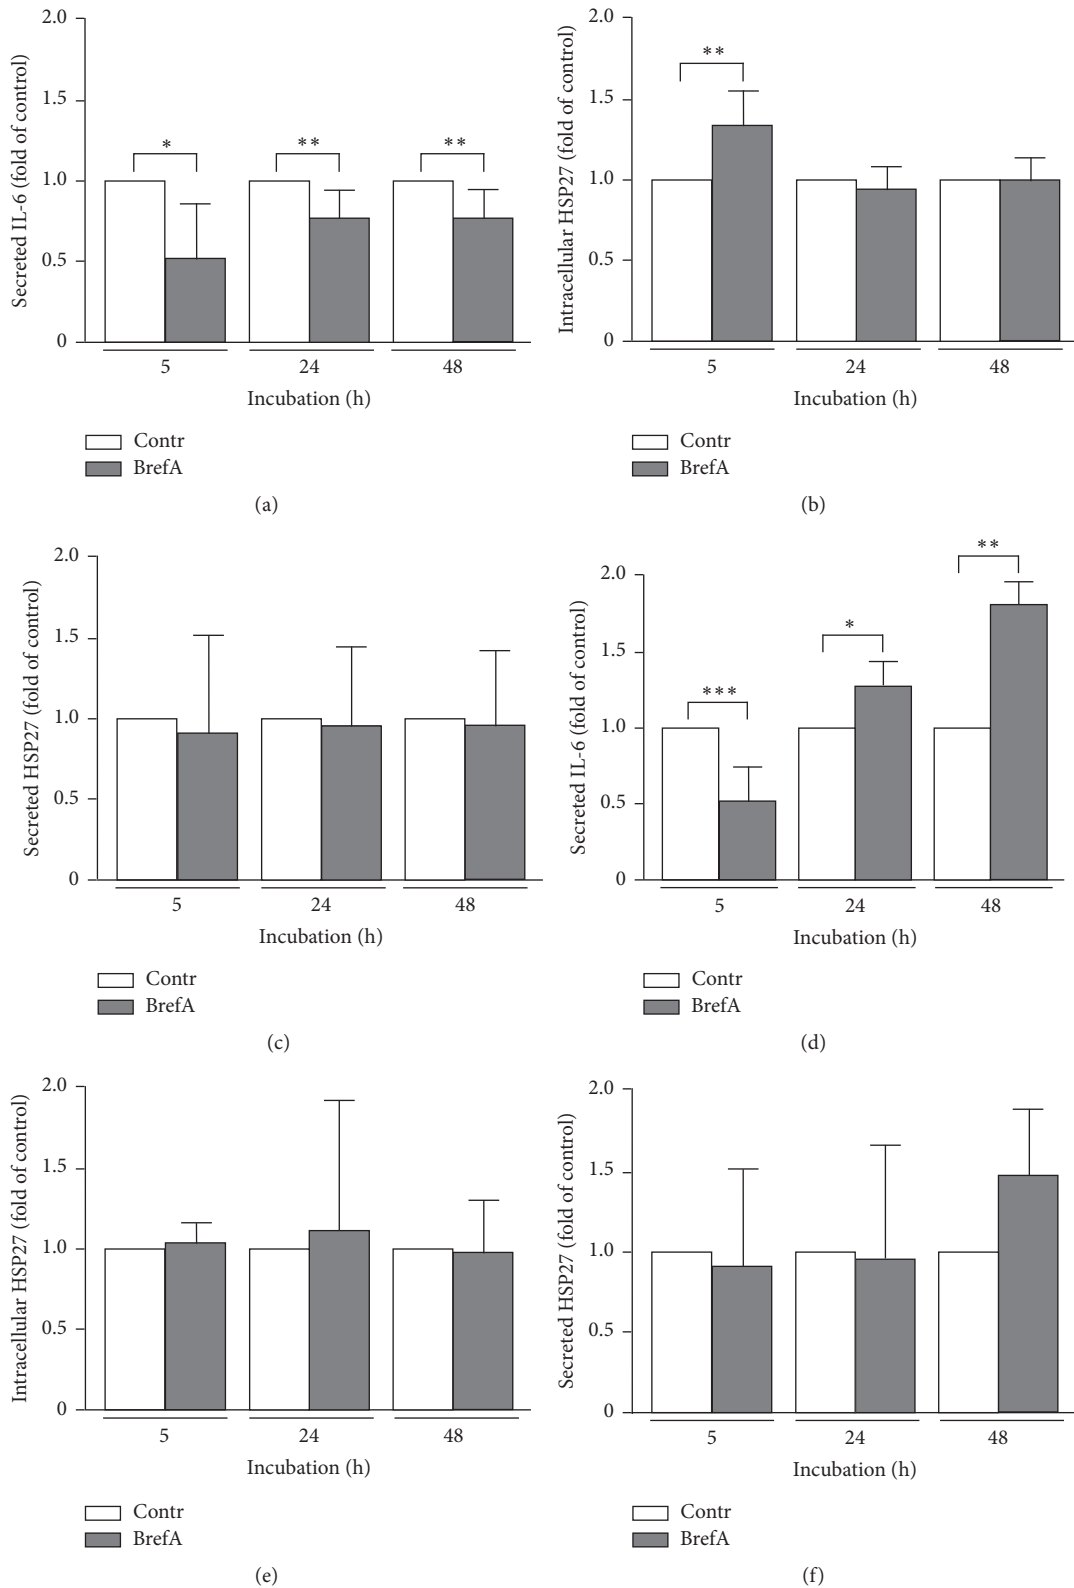 Secreted IL-6 (fold of control)
2.0
1.5
1.0
0.5
0
*
**
**
5
24
48
Incubation (h)
Contr
BrefA
(a)
Intracellular HSP27 (fold of control)
2.0
1.5
1.0
0.5
0
**
5
24
48
Incubation (h)
Contr
BrefA
(b)
Secreted HSP27 (fold of control)
2.0
1.5
1.0
0.5
0
5
24
48
Incubation (h)
Contr
BrefA
(c)
Secreted IL-6 (fold of control)
2.0
1.5
1.0
0.5
0
***
*
**
5
24
48
Incubation (h)
Contr
BrefA
(d)
Intracellular HSP27 (fold of control)
2.0
1.5
1.0
0.5
0
5
24
48
Incubation (h)
Contr
BrefA
(e)
Secreted HSP27 (fold of control)
2.0
1.5
1.0
0.5
0
5
24
48
Incubation (h)
Contr
BrefA
(f)